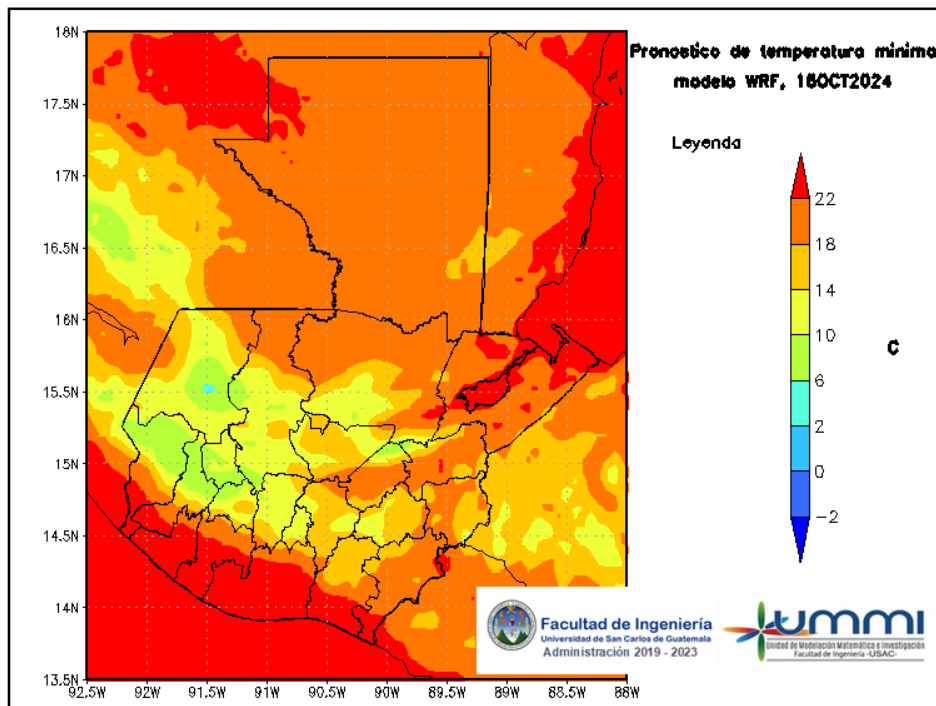 Pronostico de temperatura minima
modelo WRF, 16OCT2024
Leyenda
22
18
14
10
6
2
0
−2
C
18N
17.5N
17N
16.5N
16N
15.5N
15N
14.5N
14N
13.5N
92.5W 92W 91.5W 91W 90.5W 90W 89.5W 89W 88.5W 88W
Facultad de Ingeniería
Universidad de San Carlos de Guatemala
Administración 2019 - 2023
ummi
Unidad de Modelación Matemática e Investigación
Facultad de Ingeniería -USAC-